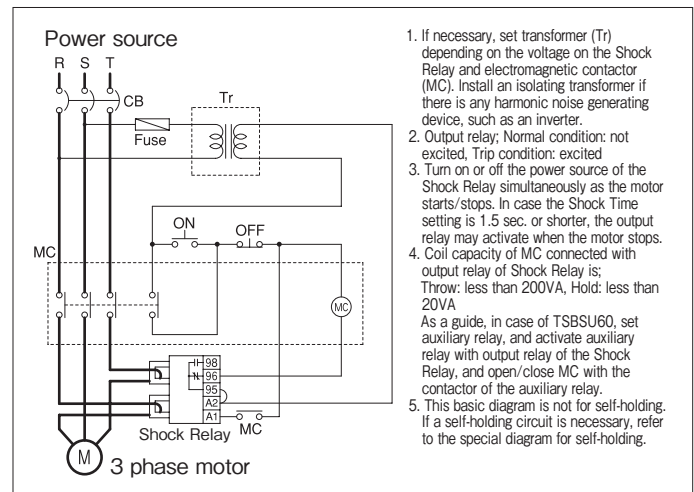 Power source
R S T
CB
Tr
Fuse
ON
OFF
MC
MC
98
96
95
A2
A1
MC
Shock Relay
M
3 phase motor
1. If necessary, set transformer (Tr)
depending on the voltage on the Shock
Relay and electromagnetic contactor
(MC). Install an isolating transformer if
there is any harmonic noise generating
device, such as an inverter.
2. Output relay; Normal condition: not
excited, Trip condition: excited
3. Turn on or off the power source of the
Shock Relay simultaneously as the motor
starts/stops. In case the Shock Time
setting is 1.5 sec. or shorter, the output
relay may activate when the motor stops.
4. Coil capacity of MC connected with
output relay of Shock Relay is;
Throw: less than 200VA, Hold: less than
20VA
As a guide, in case of TSBSU60, set
auxiliary relay, and activate auxiliary
relay with output relay of the Shock
Relay, and open/close MC with the
contactor of the auxiliary relay.
5. This basic diagram is not for self-holding.
If a self-holding circuit is necessary, refer
to the special diagram for self-holding.